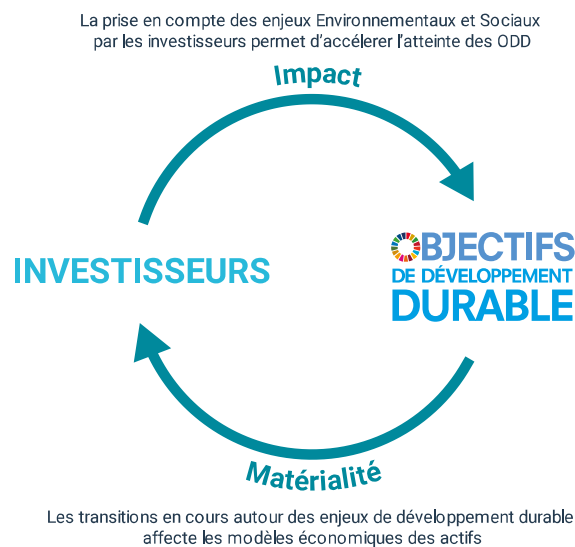 La prise en compte des enjeux Environnementaux et Sociaux
par les investisseurs permet d'accélerer l'atteinte des ODD
Impact
INVESTISSEURS
OBJECTIFS
DE DÉVELOPPEMENT
DURABLE
Matérialité
Les transitions en cours autour des enjeux de développement durable
affecte les modèles économiques des actifs